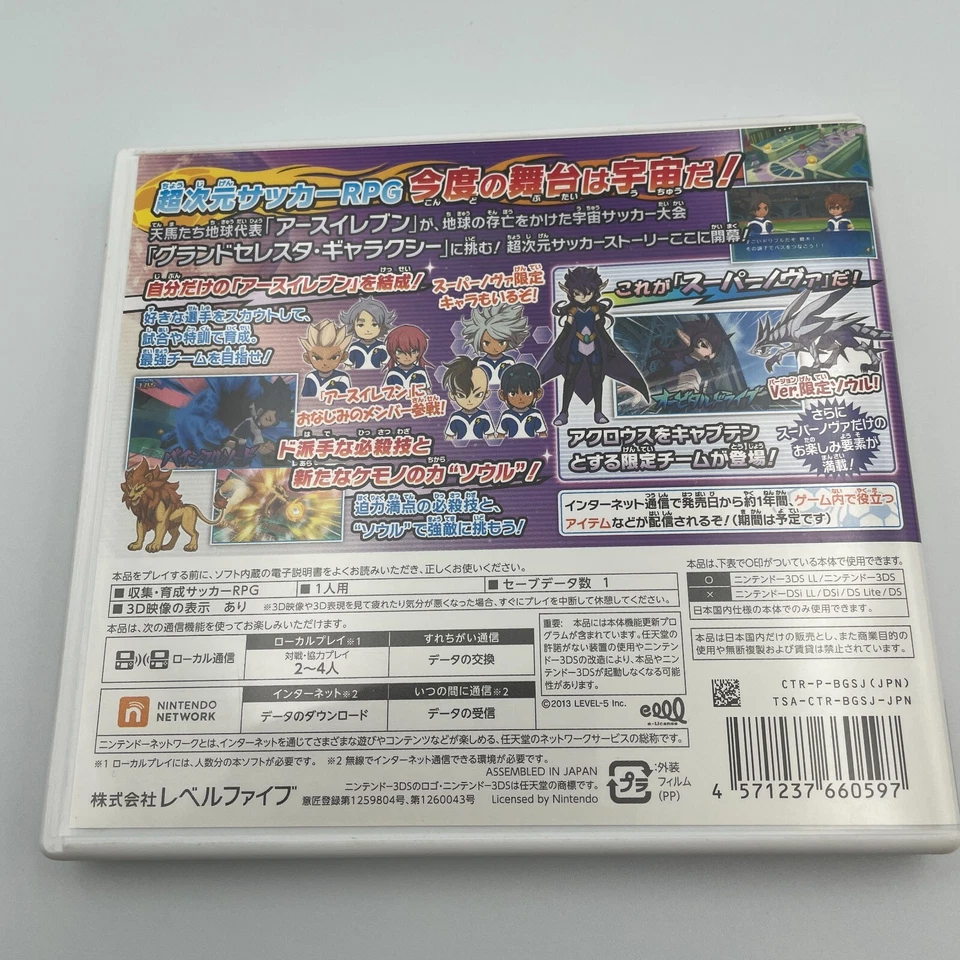 超次元サッカーRPG 今度の舞台は宇宙だ!
天馬たち地球代表「アースイレブン」が、地球の存亡をかけた宇宙サッカー大会
『グランドセレスタ・ギャラクシー』に挑む! 超次元サッカーストーリーここに開幕!
自分だけの「アースイレブン」を結成!
好きな選手をスカウトして、
試合や特訓で育成。
最強チームを目指せ!
スーパーノヴァ限定
キャラもいるぞ!
「アースイレブン」に
おなじみのメンバー参戦!
ド派手な必殺技と
新たなケモノの力“ソウル”!
迫力満点の必殺技と、
“ソウル”で強敵に挑もう!
これが「スーパーノヴァ」だ!
オービタルドライブ
Ver.限定ソウル!
アクロウスをキャプテン
とする限定チームが登場!
さらに
スーパーノヴァだけの
お楽しみ要素が
満載!
インターネット通信で発売日から約1年間、ゲーム内で役立つ
アイテムなどが配信されるぞ!(期間は予定です)
本品をプレイする前に、ソフト内蔵の電子説明書をよくお読みいただき、正しくお使いください。
■収集・育成サッカーRPG ■1人用 ■セーブデータ数 1
■3D映像の表示 あり ※3D映像や3D表現を見て疲れたり気分が悪くなった場合、すぐにプレイを中断して休憩してください。
本品は、次の通信機能を使ってお楽しみいただけます。
ローカル通信
ローカルプレイ※1 すれちがい通信
対戦・協力プレイ
2〜4人
データの交換
NINTENDO
NETWORK
インターネット※2 いつの間に通信※2
データのダウンロード データの受信
重要: 本品には本体機能更新プロ
グラムが含まれています。任天堂の
許諾がない装置の使用やニンテン
ドー3DSの改造により、本品やニンテ
ンドー3DSが起動しなくなる可能
性があります。
©2013 LEVEL-5 Inc.
e-License
ニンテンドーネットワークとは、インターネットを通じてさまざまな遊びやコンテンツなどが楽しめる、任天堂のネットワークサービスの総称です。
※1 ローカルプレイには、人数分の本ソフトが必要です。 ※2 無線でインターネット通信できる環境が必要です。
ASSEMBLED IN JAPAN
株式会社レベルファイブ
ニンテンドー3DSのロゴ・ニンテンドー3DSは任天堂の商標です。
意匠登録第1259804号、第1260043号 Licensed by Nintendo
プラ
:外装
フィルム
(PP)
本品は、下表で○印がついている本体で使用できます。
○ ニンテンドー3DS LL/ニンテンドー3DS
× ニンテンドーDSi LL/DSi/DS Lite/DS
日本国内仕様の本体でのみ使用できます。
本品は日本国内だけの販売とし、また商業目的の
使用や無断複製および賃貸は禁止されています。
CTR-P-BGSJ(JPN)
TSA-CTR-BGSJ-JPN
4 571237 660597